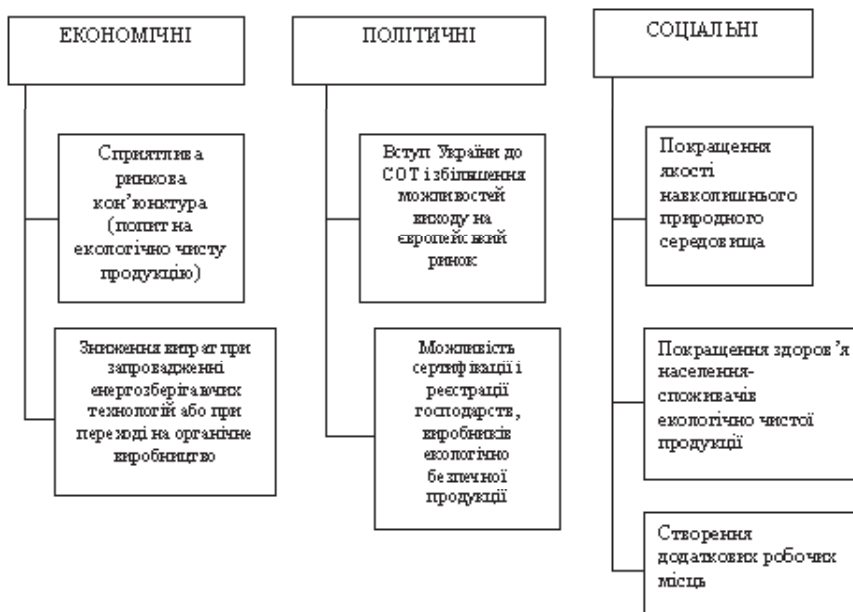 ЕКОНОМІЧНІ
Сприятлива
ринкова
кон’юнктура
(попит на
екологічно чисту
продукцію)
Зниження витрат при
запровадженні
енергозберігаючих
технологій або при
переході на органічне
виробництво
ПОЛІТИЧНІ
Вступ України до
СОТ і збільшення
можливостей
виходу на
європейський
ринок
Можливість
сертифікації і
реєстрації
господарств,
виробників
екологічно
безпечної
продукції
СОЦІАЛЬНІ
Покращення
якості
навколишнього
природного
середовища
Покращення здоров’я
населення-
споживачів
екологічно чистої
продукції
Створення
додаткових робочих
місць